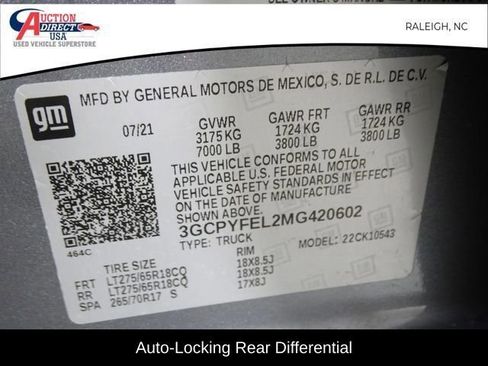 AUCTION
DIRECT
USA
USED VEHICLE SUPERSTORE
RALEIGH, NC
gm
MFD BY GENERAL MOTORS DE MEXICO, S. DE R.L. DE C.V.
07/21 GVWR GAWR FRT GAWR RR
3175 KG 1724 KG 1724 KG
7000 LB 3800 LB 3800 LB
THIS VEHICLE CONFORMS TO ALL
APPLICABLE U.S. FEDERAL MOTOR
VEHICLE SAFETY STANDARDS IN EFFECT
ON THE DATE OF MANUFACTURE
SHOWN ABOVE.
3GCPYFEL2MG420602
TYPE: TRUCK MODEL: 22CK10543
464C
TIRE SIZE RIM
FRT LT275/65R18CQ 18X8.5J
RR LT275/65R18CQ 18X8.5J
SPA 265/70R17 S 17X8J
Auto-Locking Rear Differential